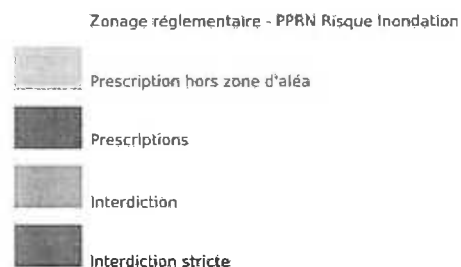 Zonage réglementaire - PPRN Risque Inondation
Prescription hors zone d'aléa
Prescriptions
Interdiction
Interdiction stricte